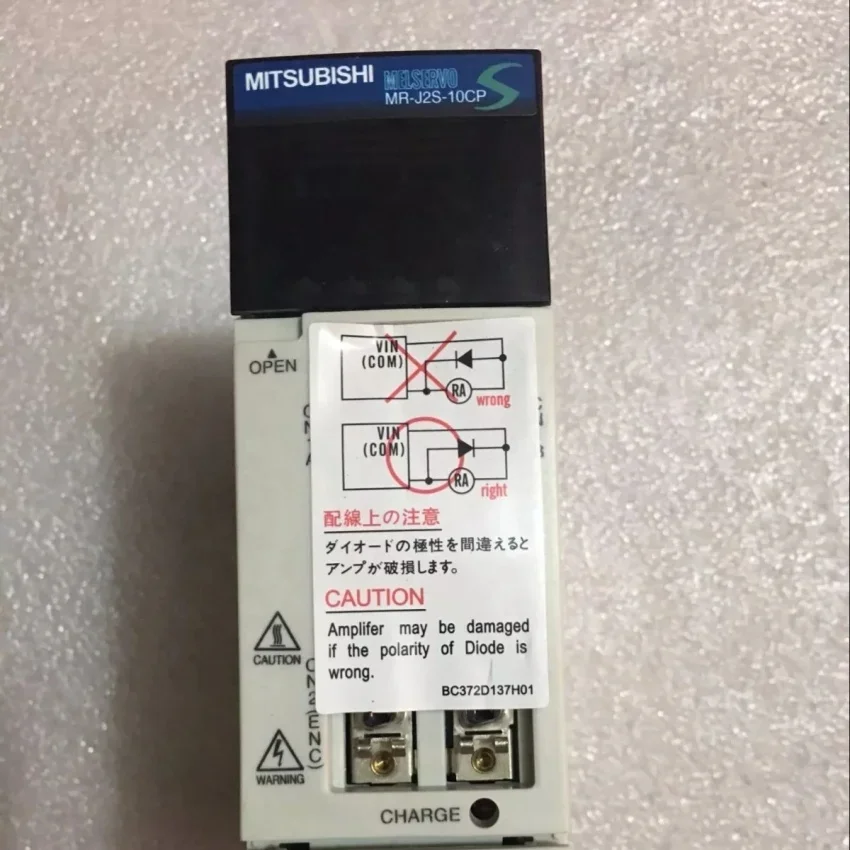 MITSUBISHI MELSERVO
MR-J2S-10CP
OPEN
VIN
(COM)
RA
wrong
VIN
(COM)
RA
right
配線上の注意
ダイオードの極性を間違えると
アンプが破損します。
CAUTION
Amplifer may be damaged
if the polarity of Diode is
wrong.
BC372D137H01
CAUTION
CN2(ENC)
WARNING
CHARGE